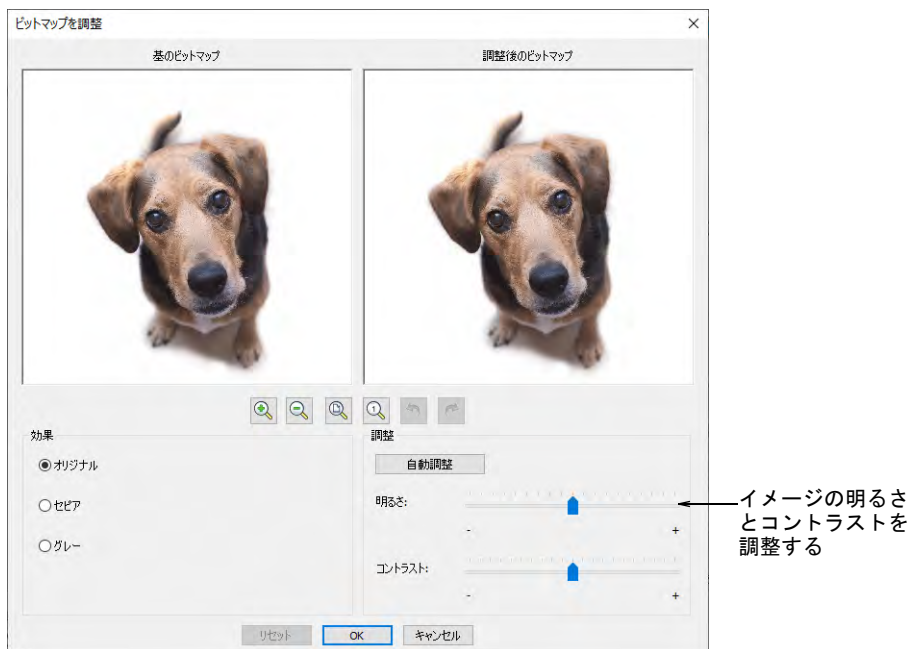 ビットマップを調整
基のビットマップ
調整後のビットマップ
1
効果
オリジナル
セピア
グレー
調整
自動調整
明るさ:
- +
コントラスト:
- +
イメージの明るさ
とコントラストを
調整する
リセット
OK
キャンセル